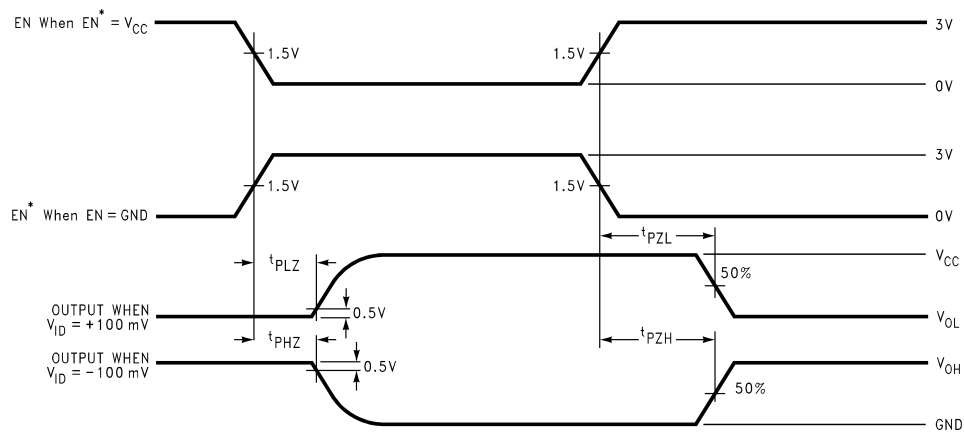 EN When EN* = VCC
1.5V
1.5V
3V
0V
3V
1.5V
1.5V
EN* When EN = GND
0V
tPZL
tPLZ
VCC
50%
OUTPUT WHEN
VID = +100 mV
0.5V
VOL
tPHZ
tPZH
OUTPUT WHEN
VID = −100 mV
0.5V
VOH
50%
GND